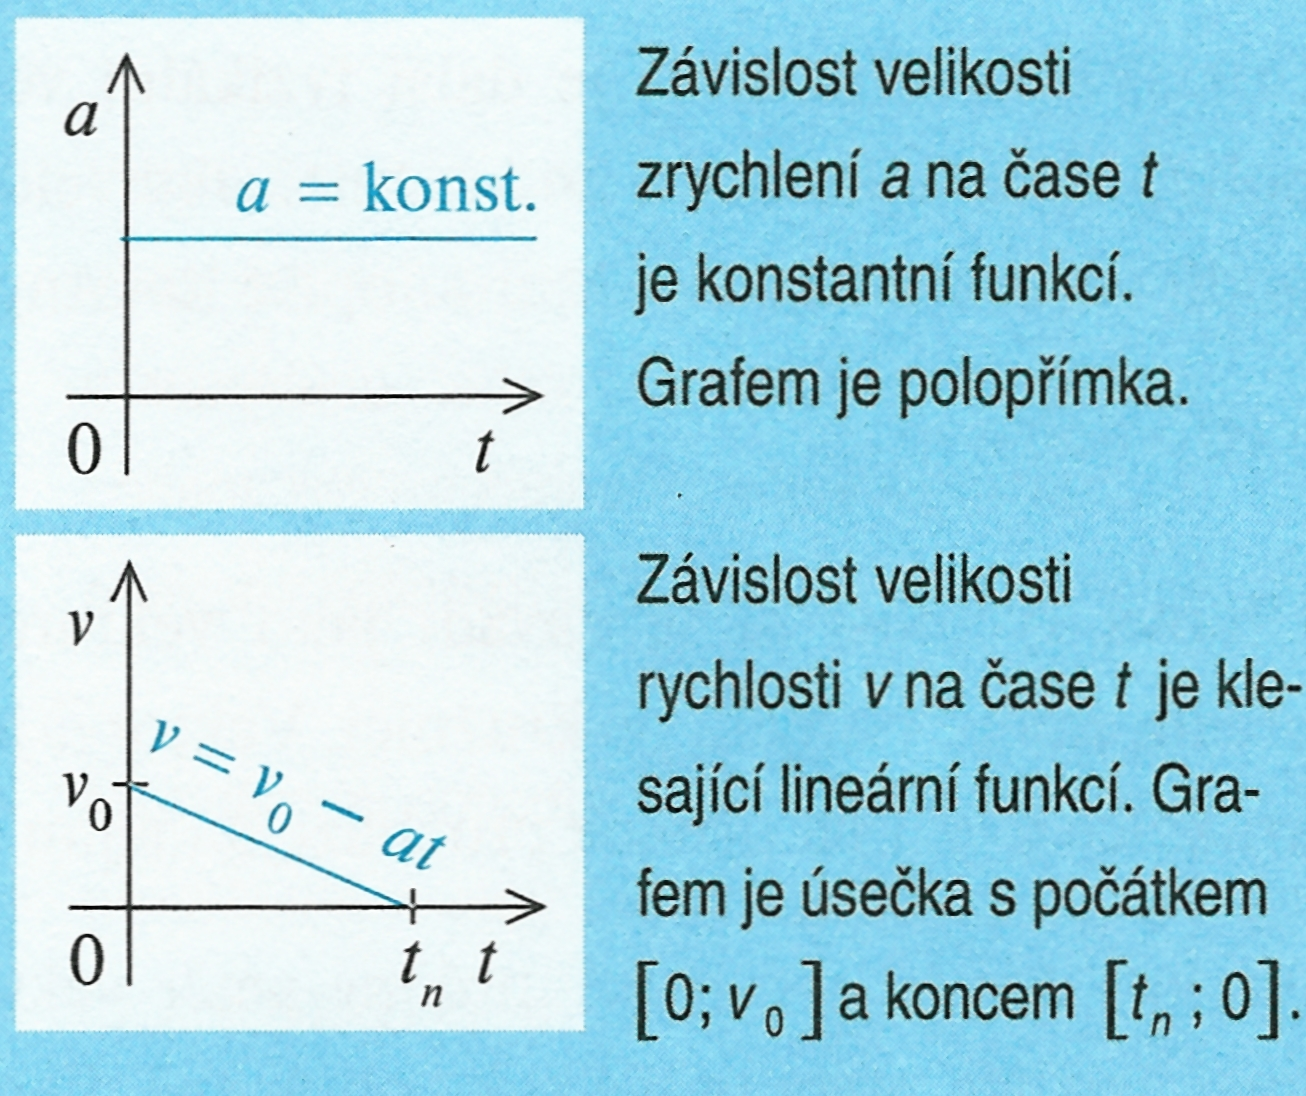 a
a = konst.
0
t
Závislost velikosti
zrychlení a na čase t
je konstantní funkcí.
Grafem je polopřímka.
v
v = v₀ − at
v₀
0
tₙ t
Závislost velikosti
rychlosti v na čase t je kle-
sající lineární funkcí. Gra-
fem je úsečka s počátkem
[0; v₀] a koncem [tₙ; 0].